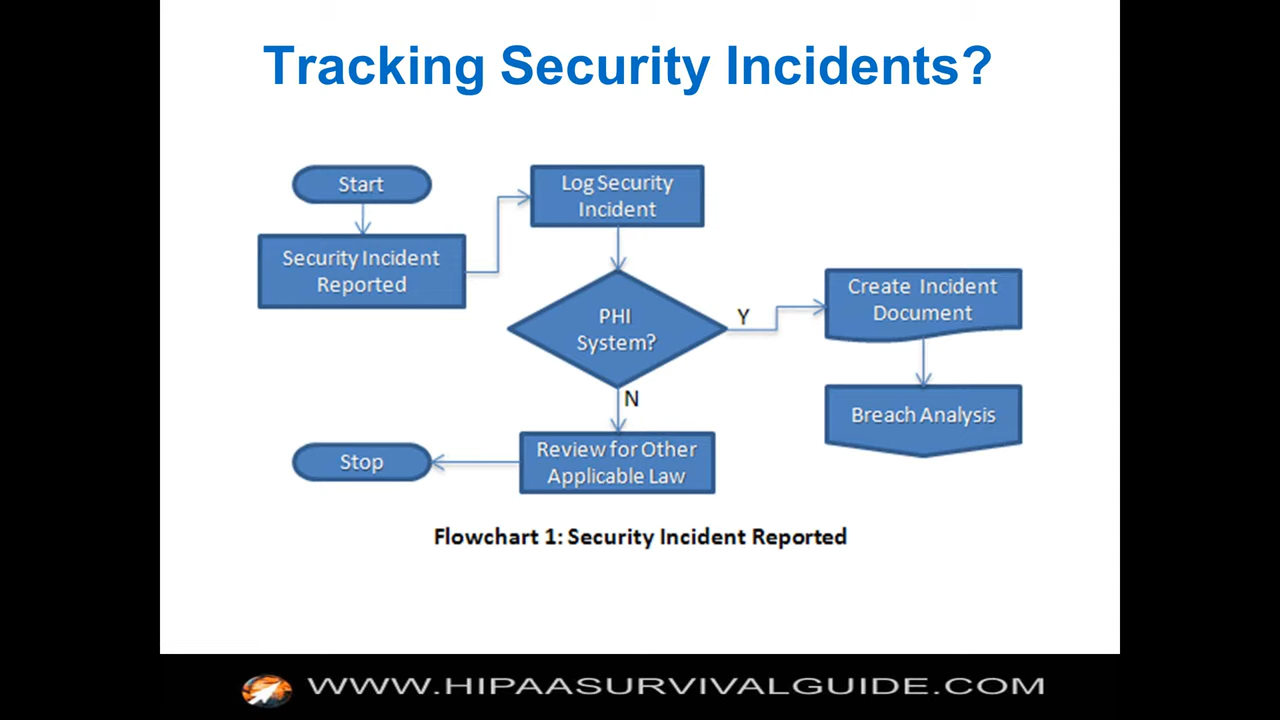 Tracking Security Incidents?
Start
Security Incident
Reported
Log Security
Incident
PHI
System?
Y
Create Incident
Document
Breach Analysis
N
Review for Other
Applicable Law
Stop
Flowchart 1: Security Incident Reported
WWW.HIPAASURVIVALGUIDE.COM